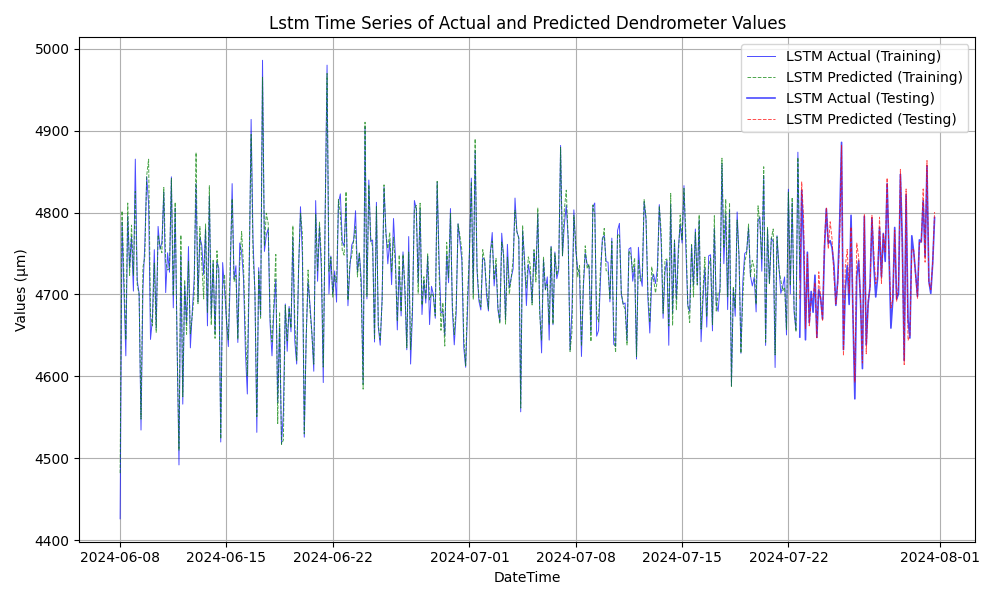 Lstm Time Series of Actual and Predicted Dendrometer Values
LSTM Actual (Training)
LSTM Predicted (Training)
LSTM Actual (Testing)
LSTM Predicted (Testing)
5000
4900
4800
4700
4600
4500
4400
Values (μm)
2024-06-08
2024-06-15
2024-06-22
2024-07-01
2024-07-08
2024-07-15
2024-07-22
2024-08-01
DateTime